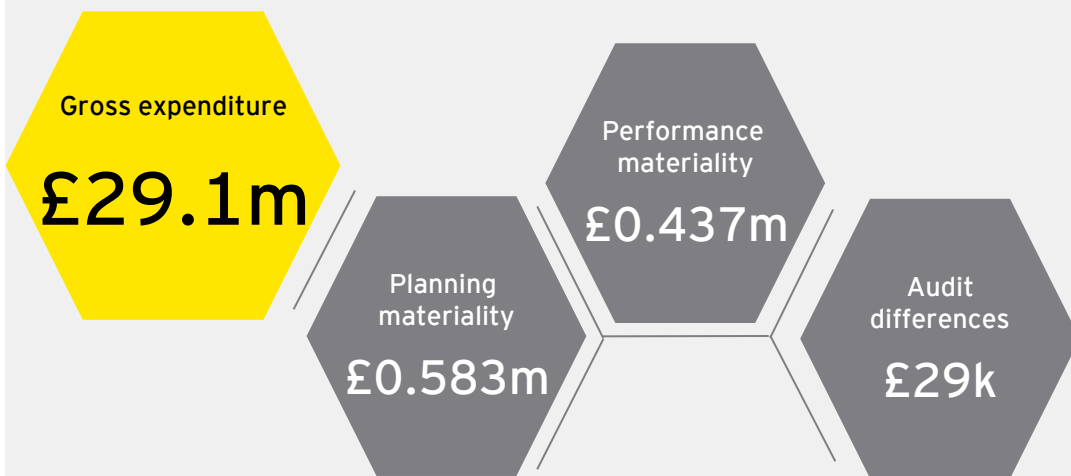 Gross expenditure
£29.1m
Planning
materiality
£0.583m
Performance
materiality
£0.437m
Audit
differences
£29k